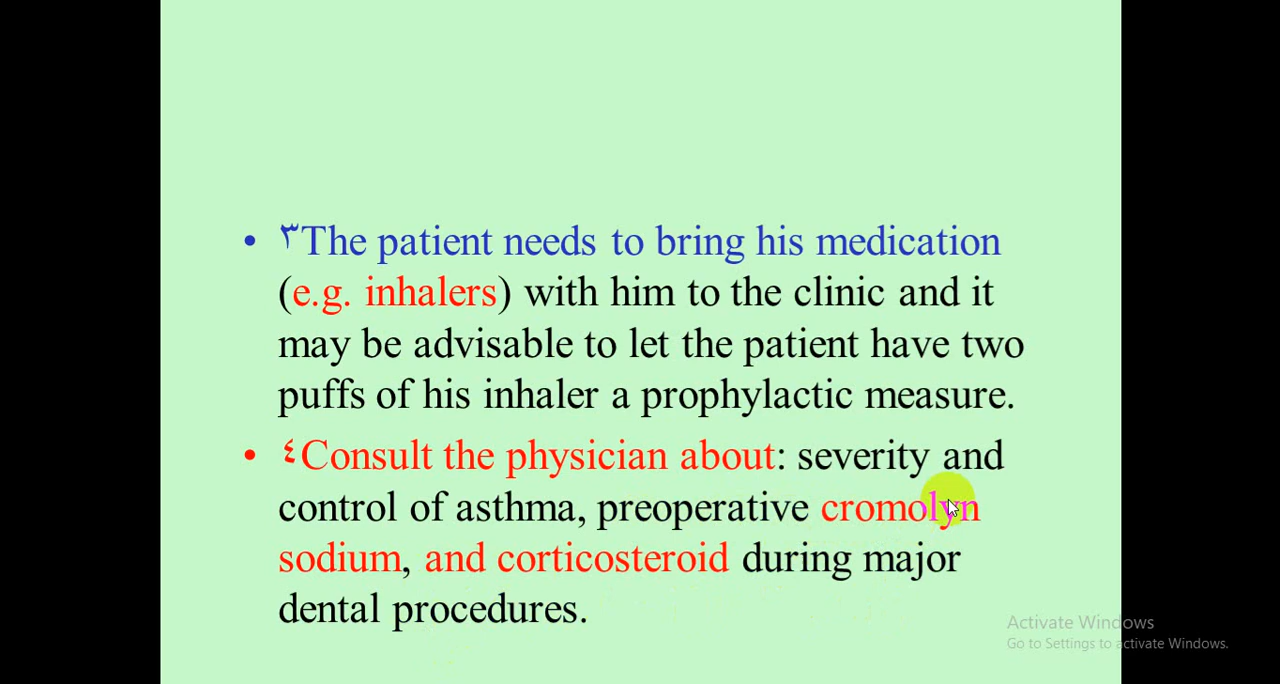 • ٣The patient needs to bring his medication
(e.g. inhalers) with him to the clinic and it
may be advisable to let the patient have two
puffs of his inhaler a prophylactic measure.
• ٤Consult the physician about: severity and
control of asthma, preoperative cromolyn
sodium, and corticosteroid during major
dental procedures.
Activate Windows
Go to Settings to activate Windows.